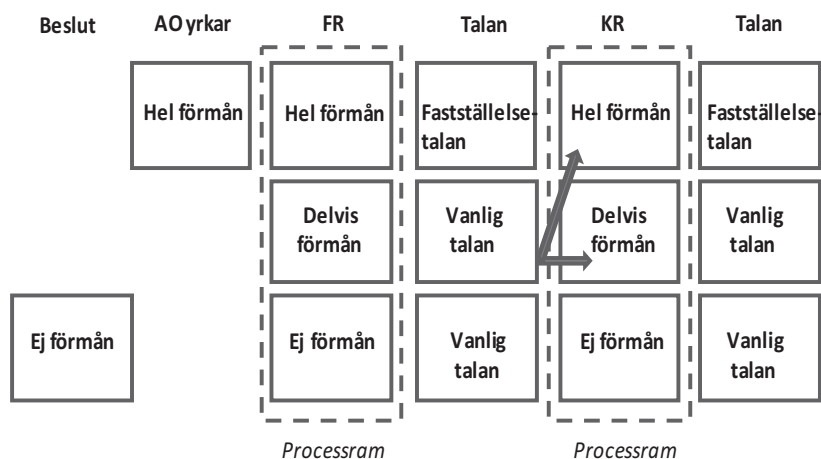 Beslut AO yrkar FR Talan KR Talan
Hel förmån Hel förmån Fastställelse-
talan Hel förmån Fastställelse-
talan
Delvis
förmån Vanlig
talan Delvis
förmån Vanlig
talan
Ej förmån Ej förmån Vanlig
talan Ej förmån Vanlig
talan
Processram Processram